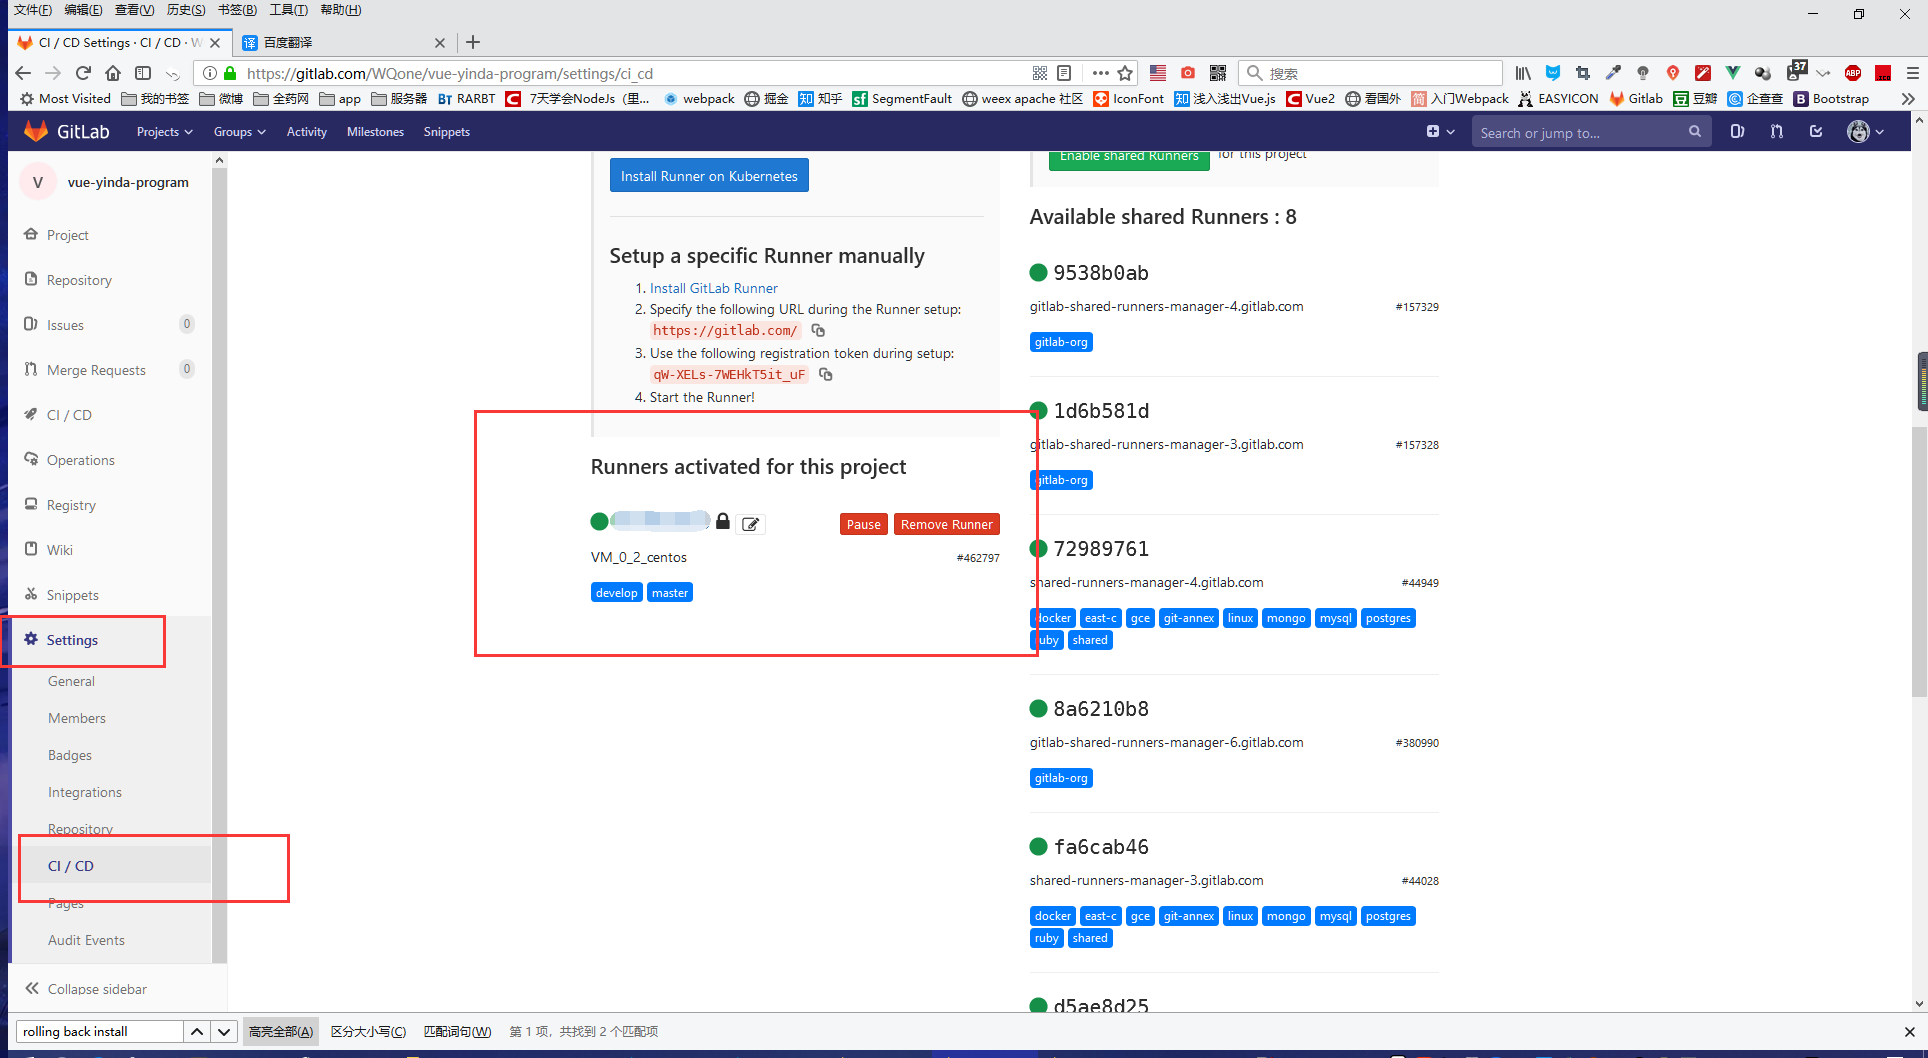 文件(F) 编辑(E) 查看(V) 历史(S) 书签(B) 工具(T) 帮助(H)
CI / CD Settings · CI / CD · W
译 百度翻译
https://gitlab.com/WQone/vue-yinda-program/settings/ci_cd
搜索
37
ABP
Most Visited 我的书签 微博 全药网 app 服务器 BT RARBT C 7天学会NodeJs（里... webpack 掘金 知 知乎 sf SegmentFault weex apache 社区 IconFont 知 浅入浅出Vue.js C Vue2 看国外 简 入门Webpack EASYICON Gitlab 豆 豆瓣 企查查 B Bootstrap
GitLab Projects Groups Activity Milestones Snippets
Search or jump to...
V vue-yinda-program
Project
Repository
Issues 0
Merge Requests 0
CI / CD
Operations
Registry
Wiki
Snippets
Settings
General
Members
Badges
Integrations
Repository
CI / CD
Pages
Audit Events
Collapse sidebar
Install Runner on Kubernetes
Setup a specific Runner manually
1. Install GitLab Runner
2. Specify the following URL during the Runner setup:
https://gitlab.com/
3. Use the following registration token during setup:
qW-XELs-7WEHkT5it_uF
4. Start the Runner!
Runners activated for this project
Pause Remove Runner
VM_0_2_centos #462797
develop master
Enable shared Runners for this project
Available shared Runners : 8
9538b0ab
gitlab-shared-runners-manager-4.gitlab.com #157329
gitlab-org
1d6b581d
gitlab-shared-runners-manager-3.gitlab.com #157328
gitlab-org
72989761
shared-runners-manager-4.gitlab.com #44949
docker east-c gce git-annex linux mongo mysql postgres
ruby shared
8a6210b8
gitlab-shared-runners-manager-6.gitlab.com #380990
gitlab-org
fa6cab46
shared-runners-manager-3.gitlab.com #44028
docker east-c gce git-annex linux mongo mysql postgres
ruby shared
d5ae8d25
rolling back install 高亮全部(A) 区分大小写(C) 匹配词句(W) 第 1 项，共找到 2 个匹配项